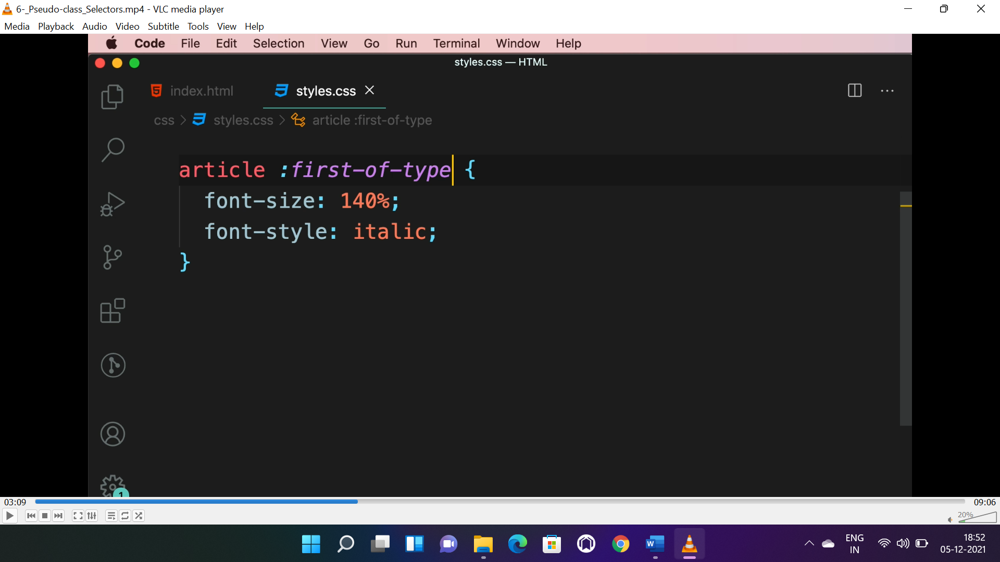 6-_Pseudo-class_Selectors.mp4 - VLC media player
Media Playback Audio Video Subtitle Tools View Help
Code File Edit Selection View Go Run Terminal Window Help
styles.css — HTML
index.html styles.css
css > styles.css > article :first-of-type
article :first-of-type {
font-size: 140%;
font-style: italic;
}
1
03:09 09:06
20%
ENG 18:52
IN 05-12-2021